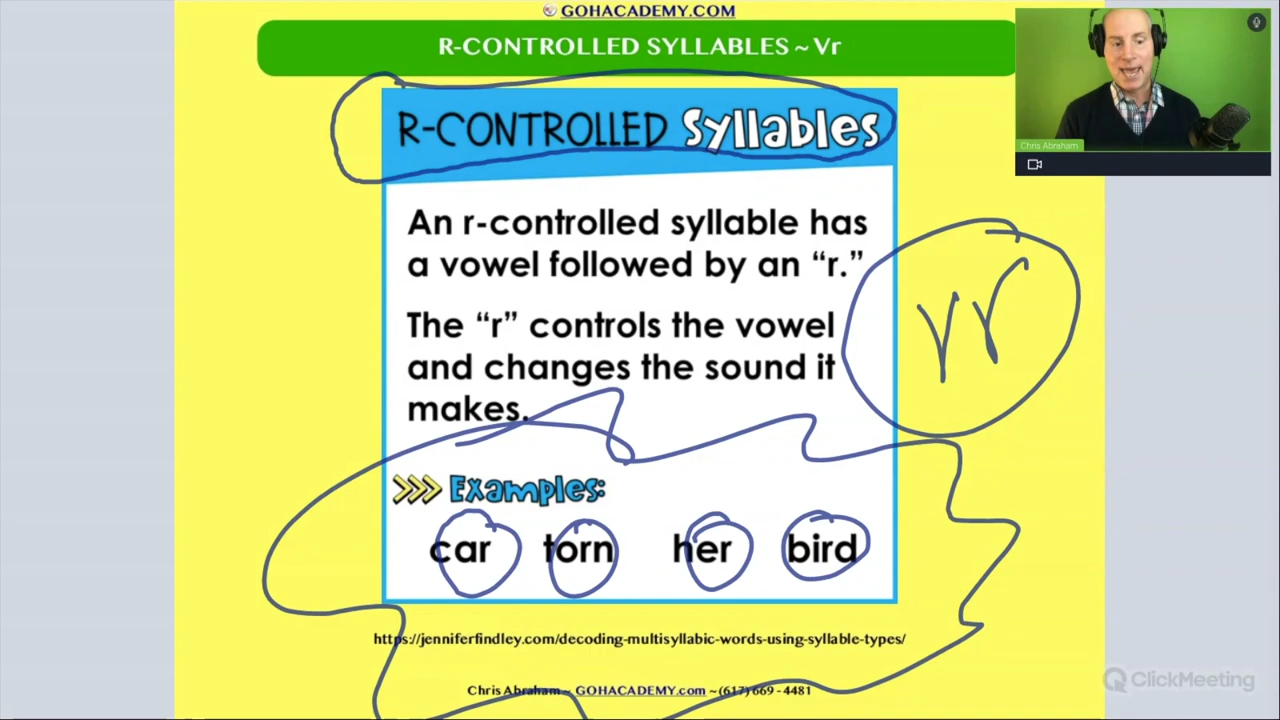 GOHACADEMY.COM
R-CONTROLLED SYLLABLES ~ Vr
R-CONTROLLED Syllables
An r-controlled syllable has
a vowel followed by an “r.”
The “r” controls the vowel
and changes the sound it
makes.
>>> Examples:
car torn her bird
https://jenniferfindley.com/decoding-multisyllabic-words-using-syllable-types/
Chris Abraham ~ GOHACADEMY.com ~ (617) 669 - 4481
vr
Chris Abraham
ClickMeeting